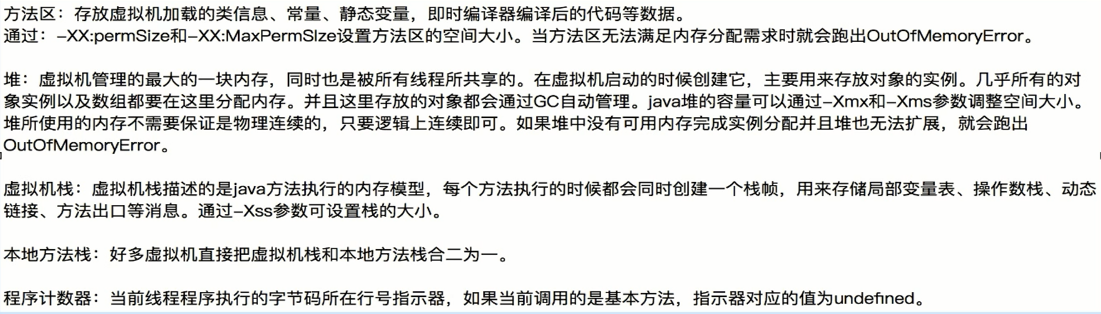 方法区：存放虚拟机加载的类信息、常量、静态变量，即时编译器编译后的代码等数据。
通过：-XX:permSize和-XX:MaxPermSIze设置方法区的空间大小。当方法区无法满足内存分配需求时就会跑出OutOfMemoryError。
堆：虚拟机管理的最大的一块内存，同时也是被所有线程所共享的。在虚拟机启动的时候创建它，主要用来存放对象的实例。几乎所有的对
象实例以及数组都要在这里分配内存。并且这里存放的对象都会通过GC自动管理。java堆的容量可以通过-Xmx和-Xms参数调整空间大小。
堆所使用的内存不需要保证是物理连续的，只要逻辑上连续即可。如果堆中没有可用内存完成实例分配并且堆也无法扩展，就会跑出
OutOfMemoryError。
虚拟机栈：虚拟机栈描述的是java方法执行的内存模型，每个方法执行的时候都会同时创建一个栈帧，用来存储局部变量表、操作数栈、动态
链接、方法出口等消息。通过-Xss参数可设置栈的大小。
本地方法栈：好多虚拟机直接把虚拟机栈和本地方法栈合二为一。
程序计数器：当前线程程序执行的字节码所在行号指示器，如果当前调用的是基本方法，指示器对应的值为undefined。